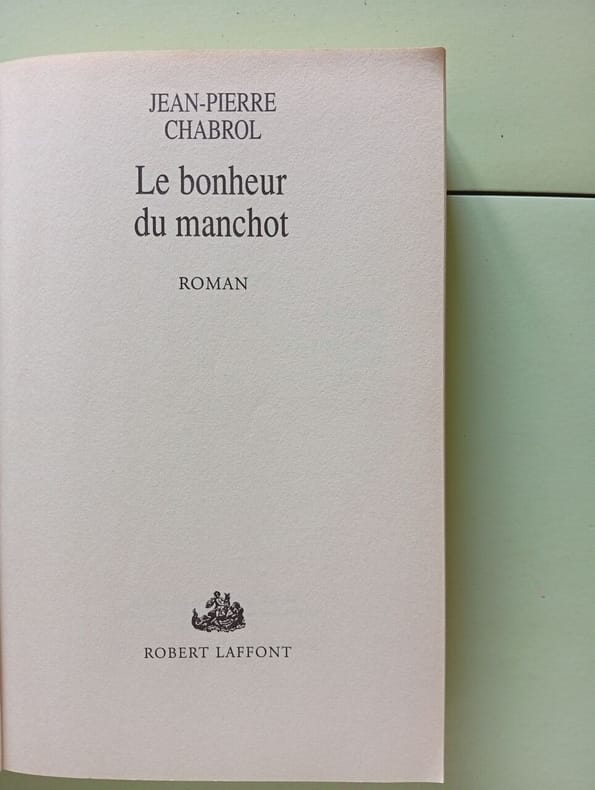 JEAN-PIERRE
CHABROL
Le bonheur
du manchot
ROMAN
ROBERT LAFFONT